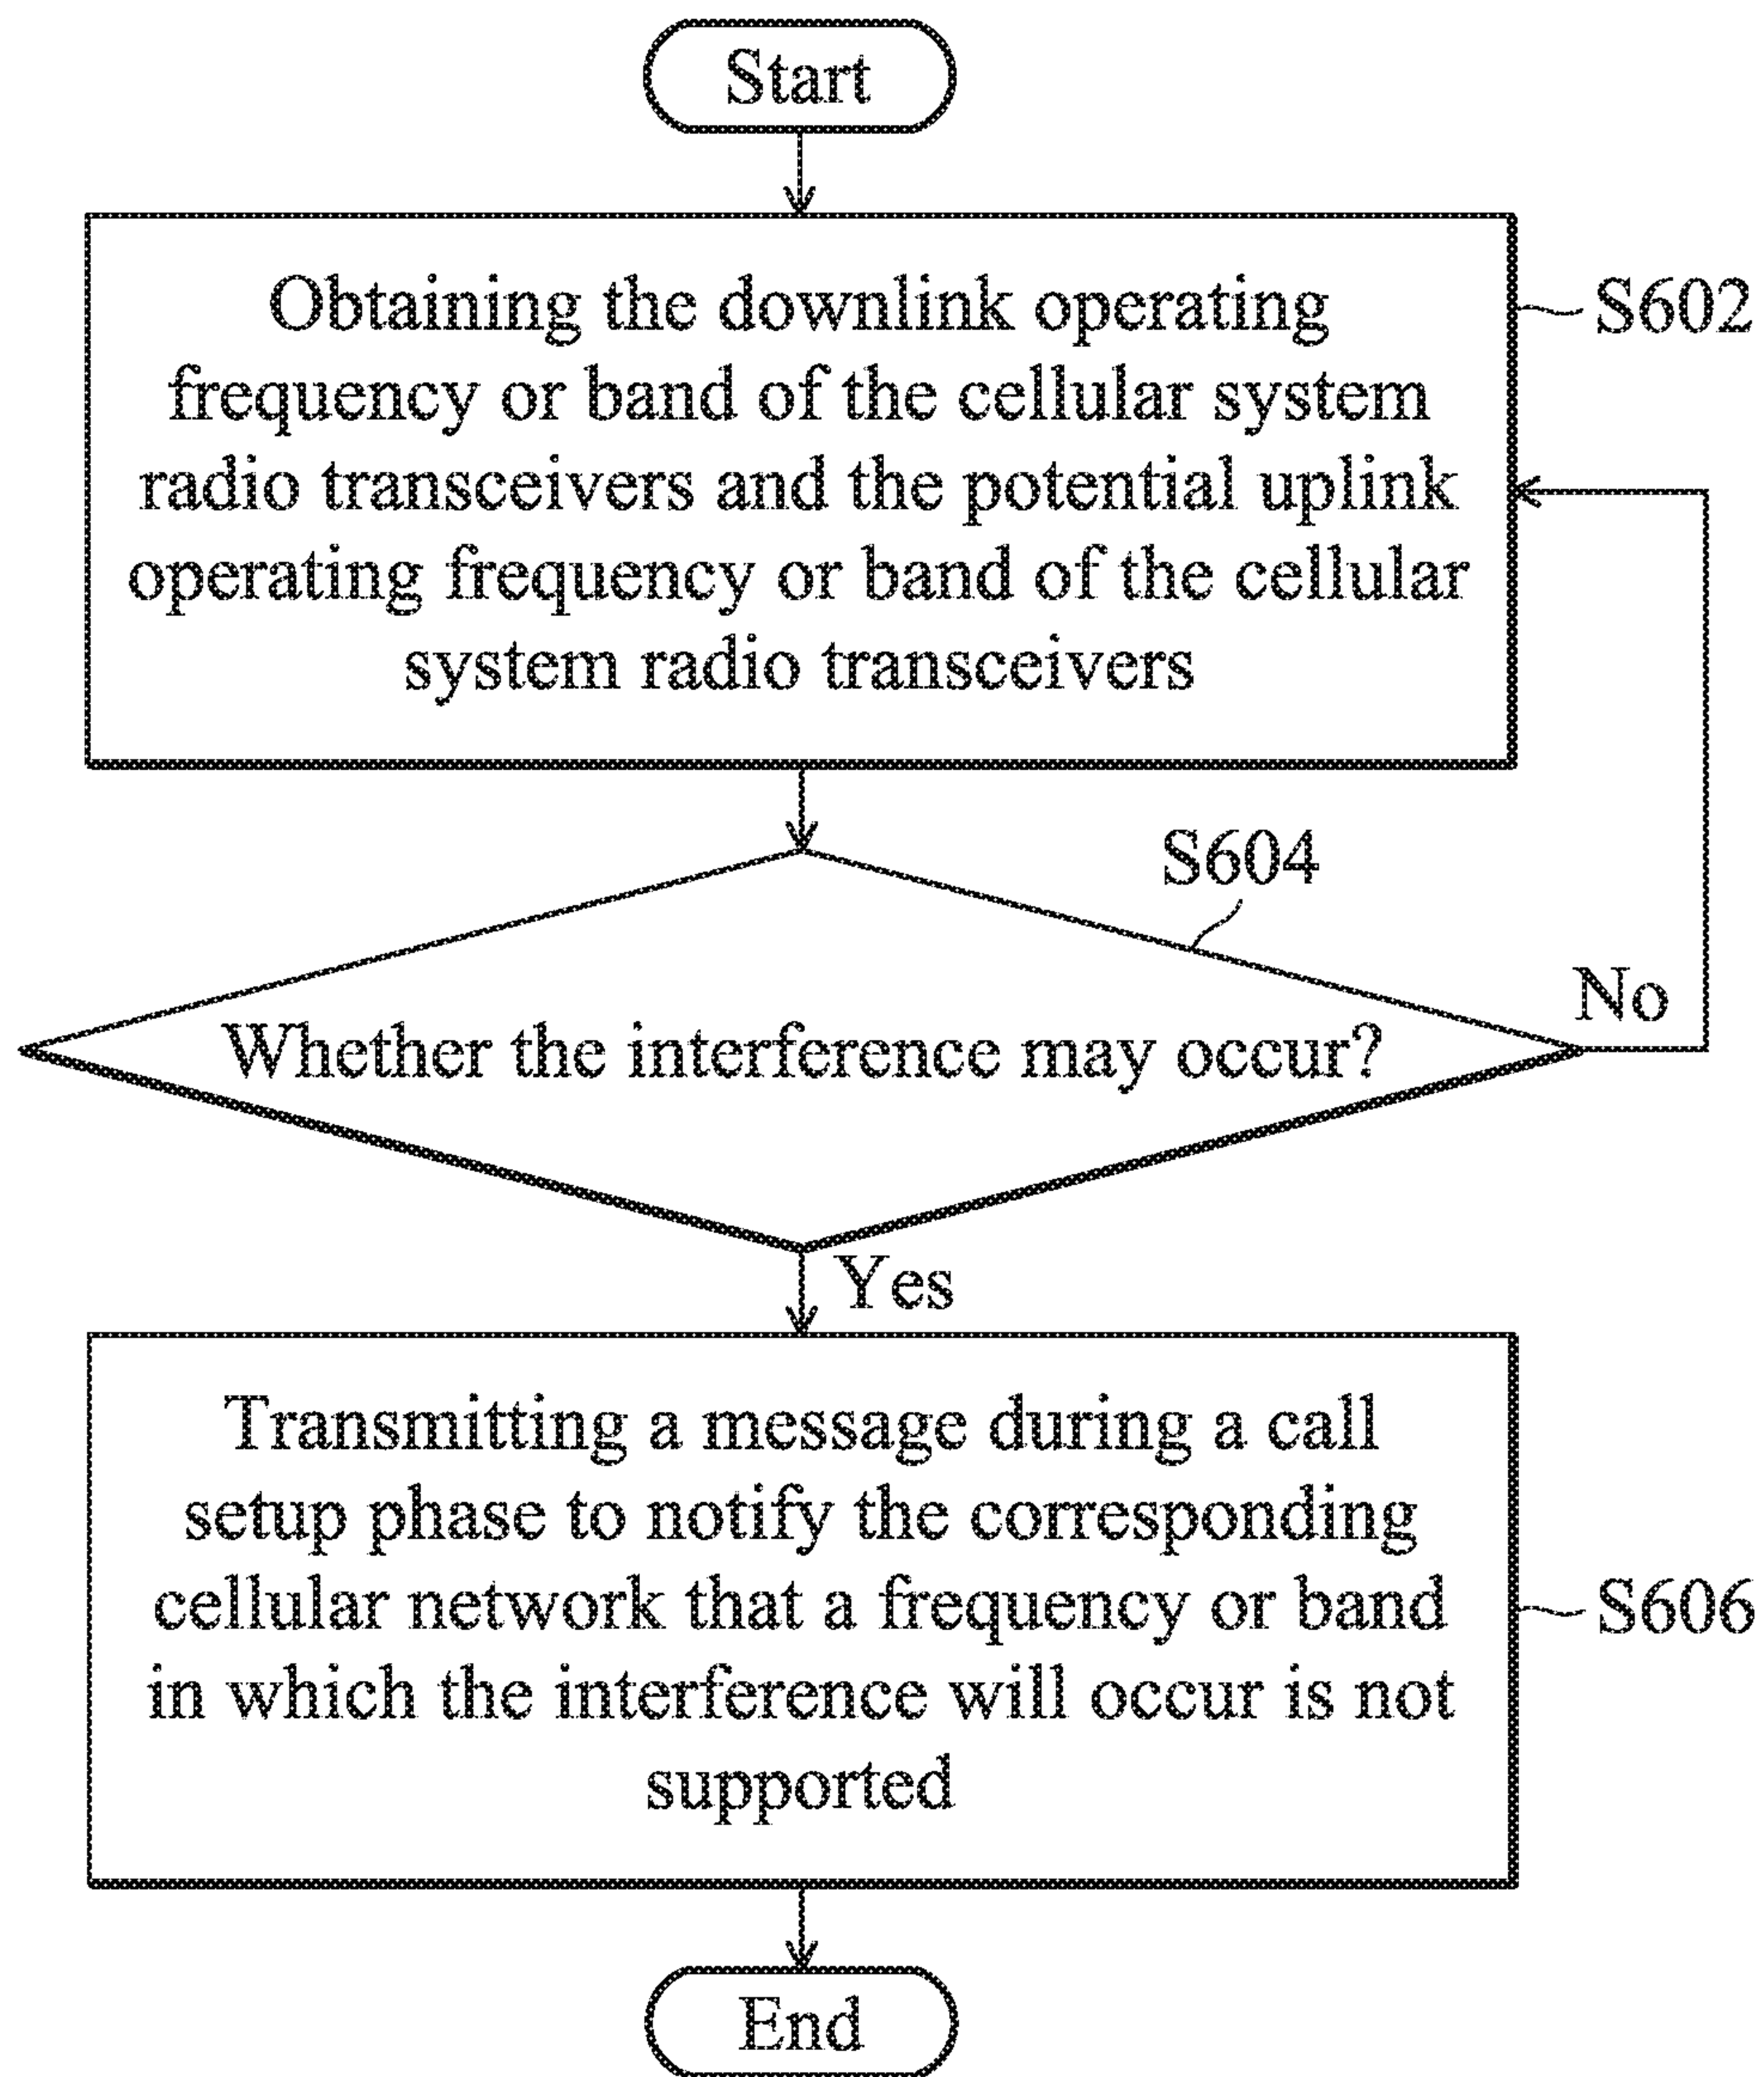 Start
Obtaining the downlink operating
frequency or band of the cellular system
radio transceivers and the potential uplink
operating frequency or band of the cellular
system radio transceivers
S602
S604
Whether the interference may occur?
No
Yes
Transmitting a message during a call
setup phase to notify the corresponding
cellular network that a frequency or band
in which the interference will occur is not
supported
S606
End